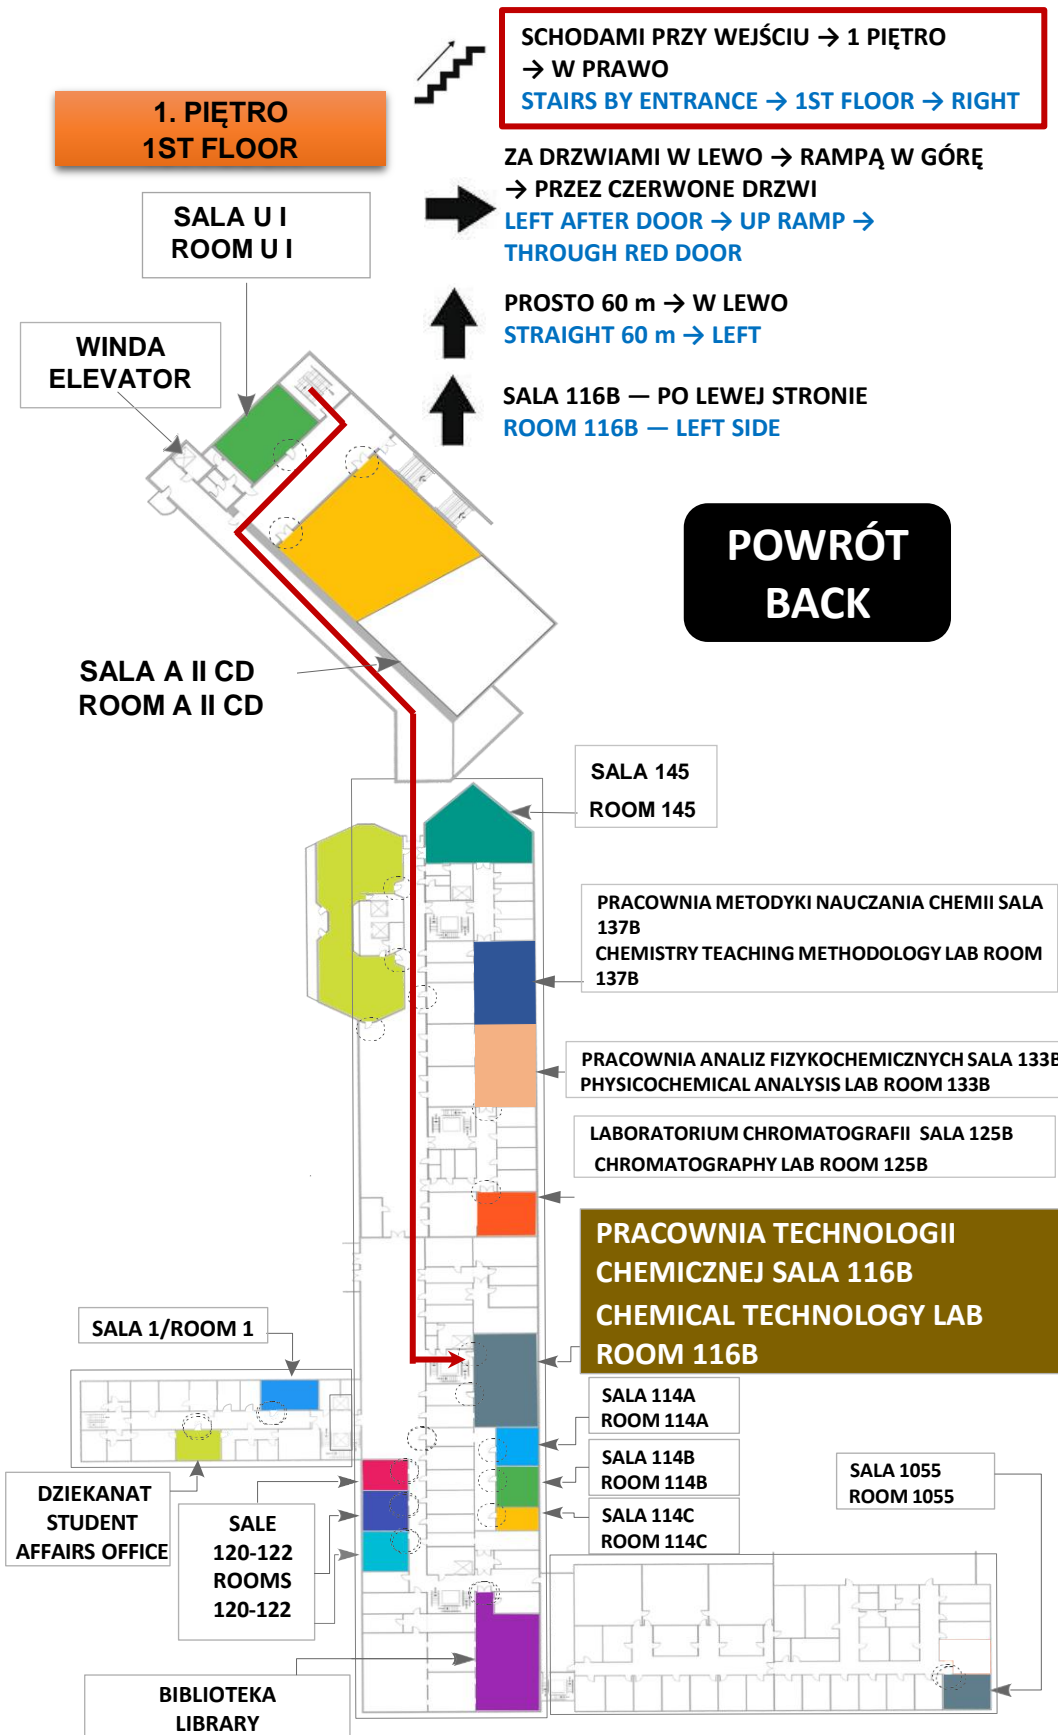 SCHODAMI PRZY WEJŚCIU → 1 PIĘTRO
→ W PRAWO
STAIRS BY ENTRANCE → 1ST FLOOR → RIGHT
1. PIĘTRO
1ST FLOOR
ZA DRZWIAMI W LEWO → RAMPĄ W GÓRĘ
→ PRZEZ CZERWONE DRZWI
LEFT AFTER DOOR → UP RAMP →
THROUGH RED DOOR
SALA U I
ROOM U I
PROSTO 60 m → W LEWO
STRAIGHT 60 m → LEFT
WINDA
ELEVATOR
SALA 116B — PO LEWEJ STRONIE
ROOM 116B — LEFT SIDE
POWRÓT
BACK
SALA A II CD
ROOM A II CD
SALA 145
ROOM 145
PRACOWNIA METODYKI NAUCZANIA CHEMII SALA
137B
CHEMISTRY TEACHING METHODOLOGY LAB ROOM
137B
PRACOWNIA ANALIZ FIZYKOCHEMICZNYCH SALA 133B
PHYSICOCHEMICAL ANALYSIS LAB ROOM 133B
LABORATORIUM CHROMATOGRAFII SALA 125B
CHROMATOGRAPHY LAB ROOM 125B
PRACOWNIA TECHNOLOGII
CHEMICZNEJ SALA 116B
CHEMICAL TECHNOLOGY LAB
ROOM 116B
SALA 1/ROOM 1
SALA 114A
ROOM 114A
SALA 114B
ROOM 114B
SALA 114C
ROOM 114C
SALA 1055
ROOM 1055
DZIEKANAT
STUDENT
AFFAIRS OFFICE
SALE
120-122
ROOMS
120-122
BIBLIOTEKA
LIBRARY